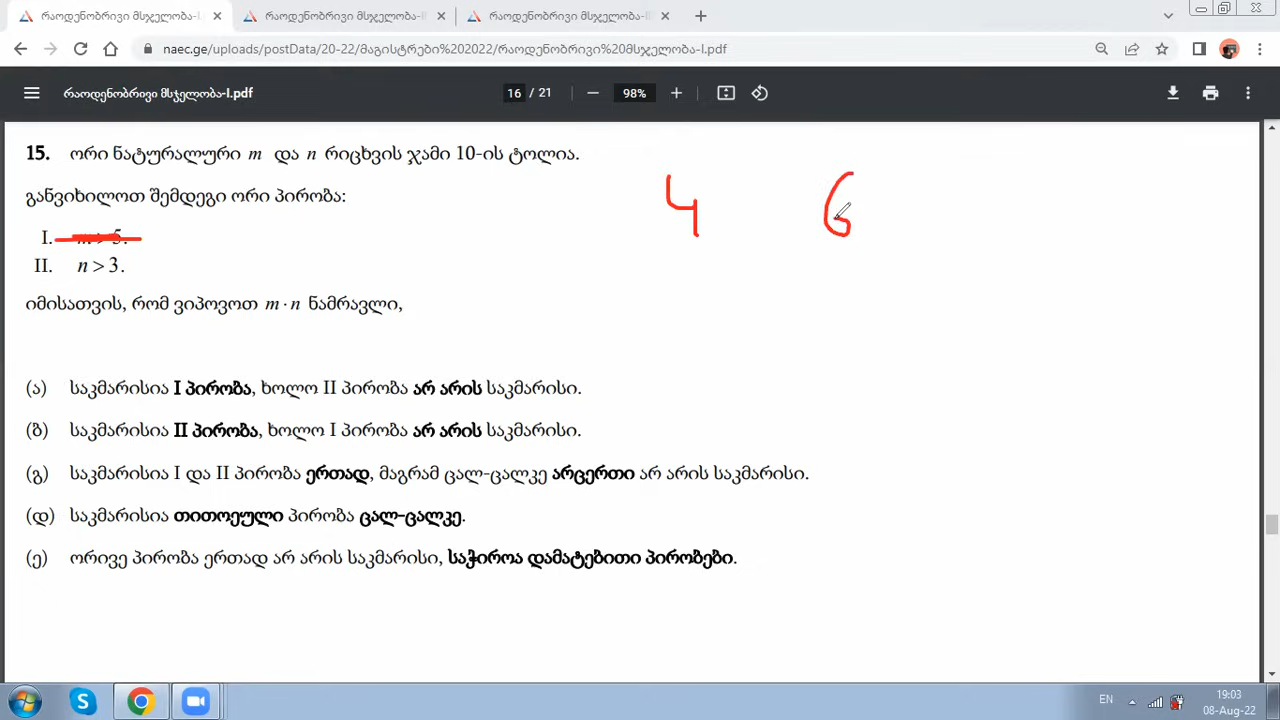 რაოდენობრივი მსჯელობა-I.
რაოდენობრივი მსჯელობა-I
რაოდენობრივი მსჯელობა-I
naec.ge/uploads/postData/20-22/მაგისტრები%202022/რაოდენობრივი%20მსჯელობა-I.pdf
რაოდენობრივი მსჯელობა-I.pdf
16 / 21
98%
15. ორი ნატურალური m და n რიცხვის ჯამი 10-ის ტოლია.
4 6
განვიხილოთ შემდეგი ორი პირობა:
I. m > 5.
II. n > 3.
იმისათვის, რომ ვიპოვოთ m · n ნამრავლი,
(ა) საკმარისია I პირობა, ხოლო II პირობა არ არის საკმარისი.
(ბ) საკმარისია II პირობა, ხოლო I პირობა არ არის საკმარისი.
(გ) საკმარისია I და II პირობა ერთად, მაგრამ ცალ-ცალკე არცერთი არ არის საკმარისი.
(დ) საკმარისია თითოეული პირობა ცალ-ცალკე.
(ე) ორივე პირობა ერთად არ არის საკმარისი, საჭიროა დამატებითი პირობები.
EN
19:03
08-Aug-22